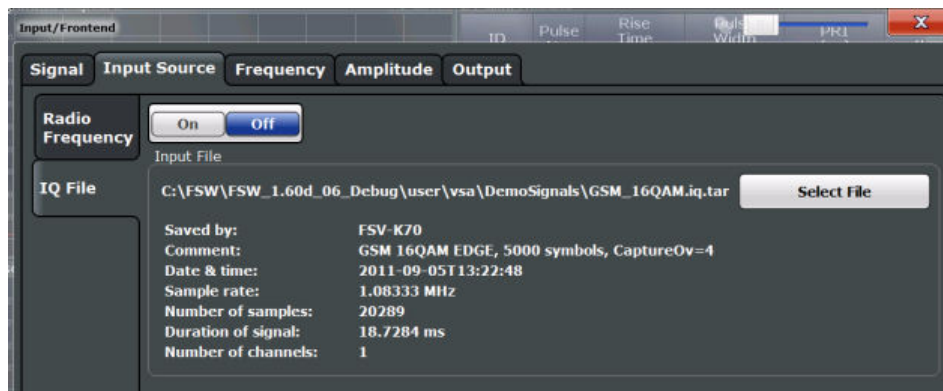 Input/Frontend
ID
Pulse
Rise
Time
Width
PRI
X
Signal
Input Source
Frequency
Amplitude
Output
Radio
Frequency
On
Off
Input File
IQ File
C:\FSW\FSW_1.60d_06_Debug\user\vsa\DemoSignals\GSM_16QAM.iq.tar
Select File
Saved by: FSV-K70
Comment: GSM 16QAM EDGE, 5000 symbols, CaptureOv=4
Date & time: 2011-09-05T13:22:48
Sample rate: 1.08333 MHz
Number of samples: 20289
Duration of signal: 18.7284 ms
Number of channels: 1